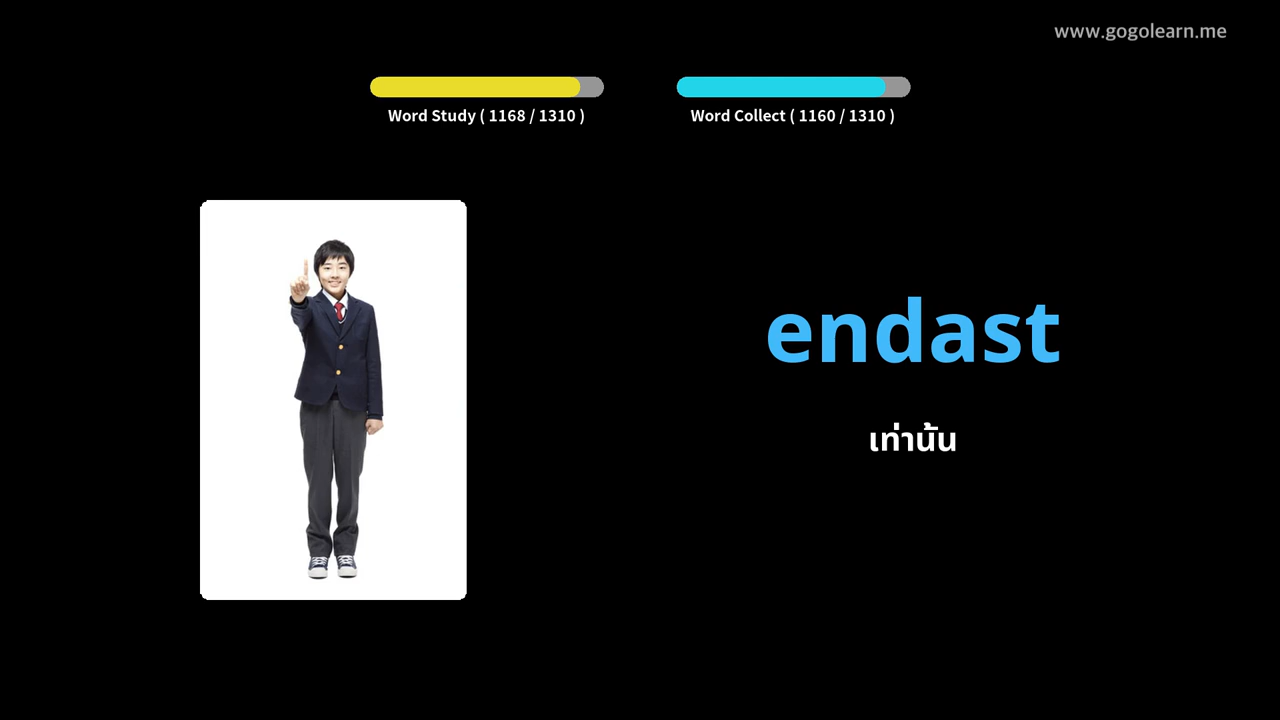 www.gogolearn.me
Word Study ( 1168 / 1310 )
Word Collect ( 1160 / 1310 )
endast
เท่านั้น